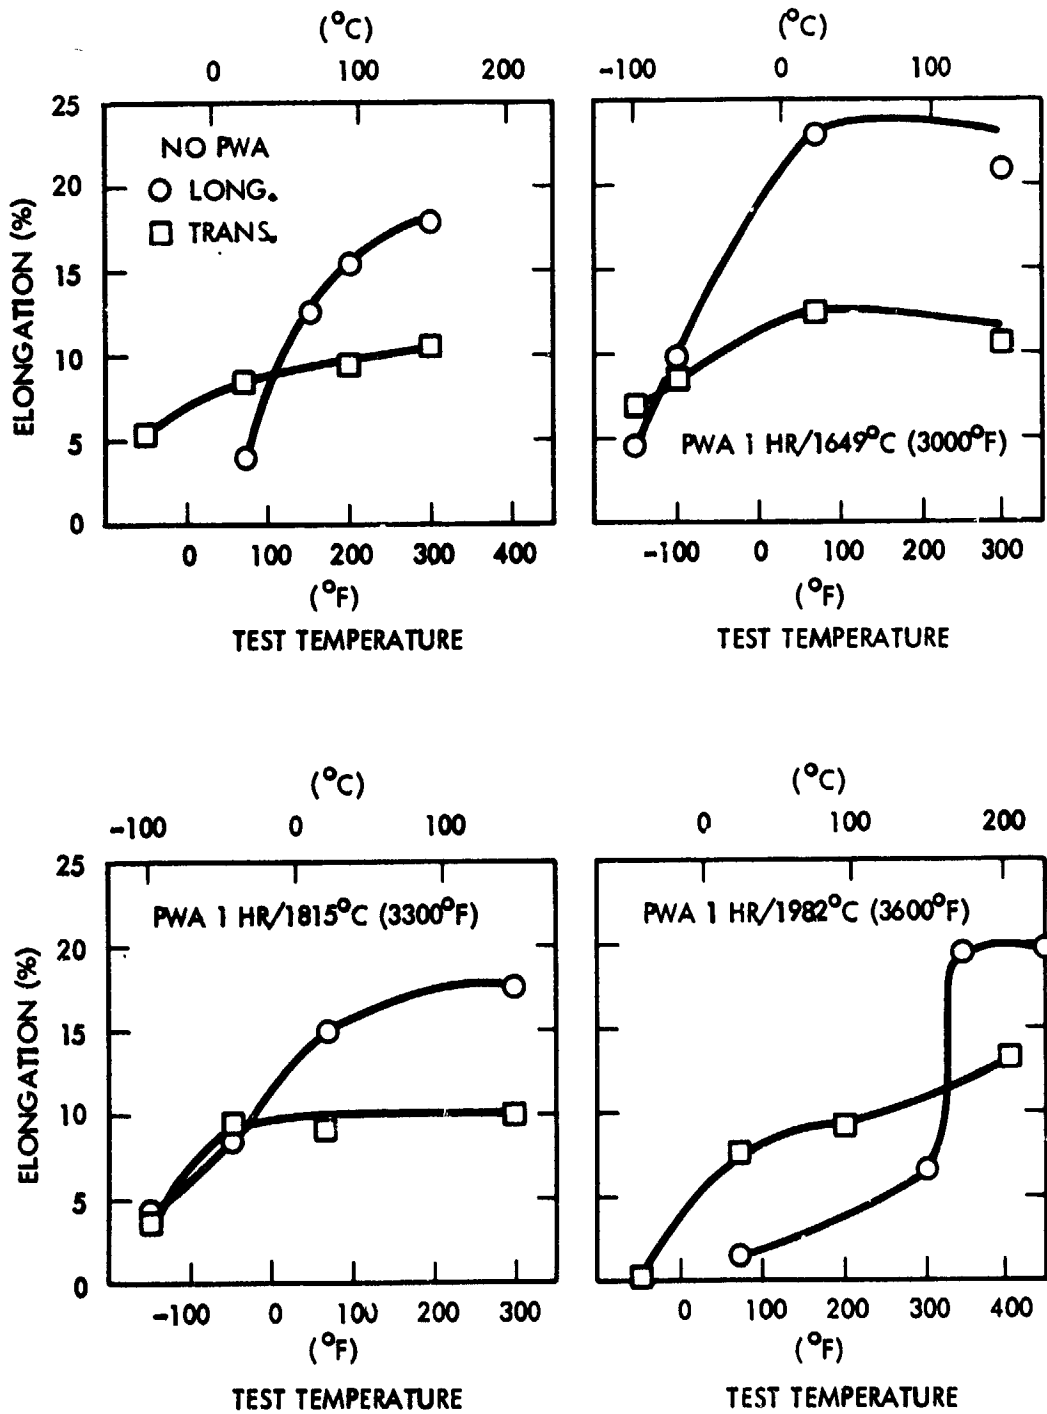 (°C)
0 100 200
25
20
15
10
5
0
ELONGATION (%)
NO PWA
LONG.
TRANS.
0 100 200 300 400
(°F)
TEST TEMPERATURE
(°C)
-100 0 100
PWA 1 HR/1649°C (3000°F)
-100 0 100 200 300
(°F)
TEST TEMPERATURE
(°C)
-100 0 100
25
20
15
10
5
0
ELONGATION (%)
PWA 1 HR/1815°C (3300°F)
-100 0 100 200 300
(°F)
TEST TEMPERATURE
(°C)
0 100 200
PWA 1 HR/1982°C (3600°F)
0 100 200 300 400
(°F)
TEST TEMPERATURE